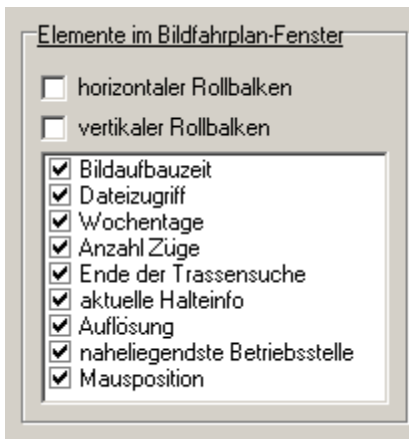 Elemente im Bildfahrplan-Fenster
horizontaler Rollbalken
vertikaler Rollbalken
Bildaufbauzeit
Dateizugriff
Wochentage
Anzahl Züge
Ende der Trassensuche
aktuelle Halteinfo
Auflösung
naheliegendste Betriebsstelle
Mausposition